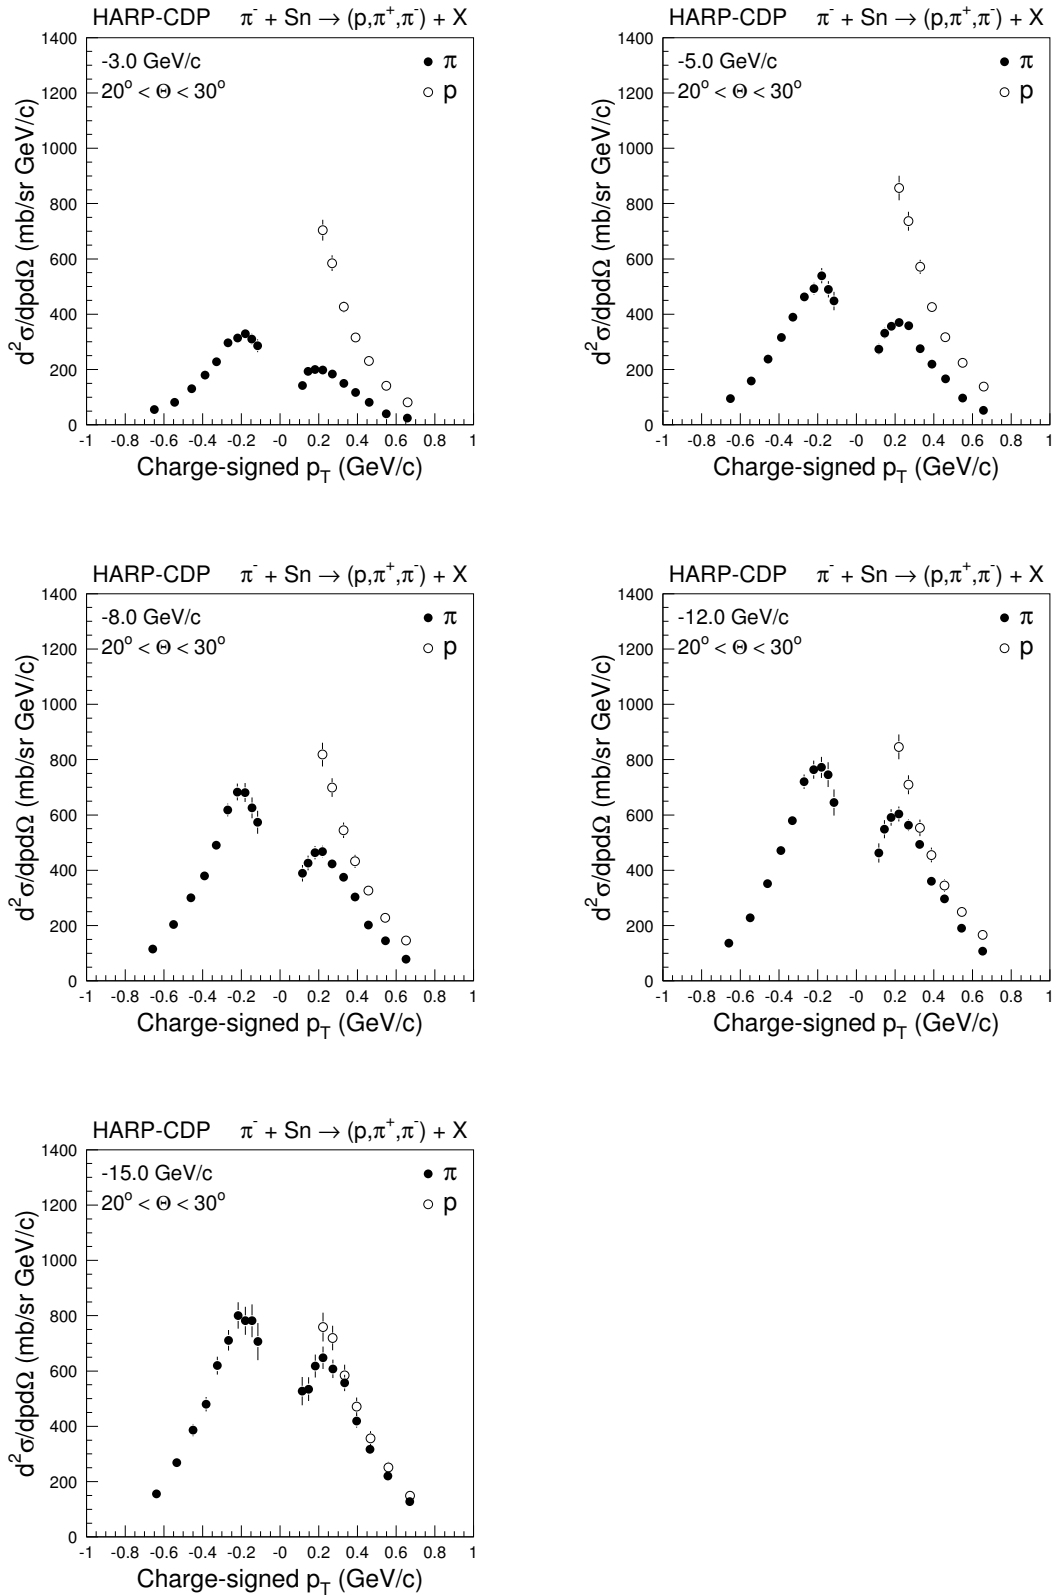 HARP-CDP π⁻ + Sn → (p,π⁺,π⁻) + X
-3.0 GeV/c
20° < Θ < 30°
● π
○ p
d²σ/dpdΩ (mb/sr GeV/c)
1400
1200
1000
800
600
400
200
0
-1 -0.8 -0.6 -0.4 -0.2 -0 0.2 0.4 0.6 0.8 1
Charge-signed p_T (GeV/c)
HARP-CDP π⁻ + Sn → (p,π⁺,π⁻) + X
-5.0 GeV/c
20° < Θ < 30°
● π
○ p
d²σ/dpdΩ (mb/sr GeV/c)
1400
1200
1000
800
600
400
200
0
-1 -0.8 -0.6 -0.4 -0.2 -0 0.2 0.4 0.6 0.8 1
Charge-signed p_T (GeV/c)
HARP-CDP π⁻ + Sn → (p,π⁺,π⁻) + X
-8.0 GeV/c
20° < Θ < 30°
● π
○ p
d²σ/dpdΩ (mb/sr GeV/c)
1400
1200
1000
800
600
400
200
0
-1 -0.8 -0.6 -0.4 -0.2 -0 0.2 0.4 0.6 0.8 1
Charge-signed p_T (GeV/c)
HARP-CDP π⁻ + Sn → (p,π⁺,π⁻) + X
-12.0 GeV/c
20° < Θ < 30°
● π
○ p
d²σ/dpdΩ (mb/sr GeV/c)
1400
1200
1000
800
600
400
200
0
-1 -0.8 -0.6 -0.4 -0.2 -0 0.2 0.4 0.6 0.8 1
Charge-signed p_T (GeV/c)
HARP-CDP π⁻ + Sn → (p,π⁺,π⁻) + X
-15.0 GeV/c
20° < Θ < 30°
● π
○ p
d²σ/dpdΩ (mb/sr GeV/c)
1400
1200
1000
800
600
400
200
0
-1 -0.8 -0.6 -0.4 -0.2 -0 0.2 0.4 0.6 0.8 1
Charge-signed p_T (GeV/c)